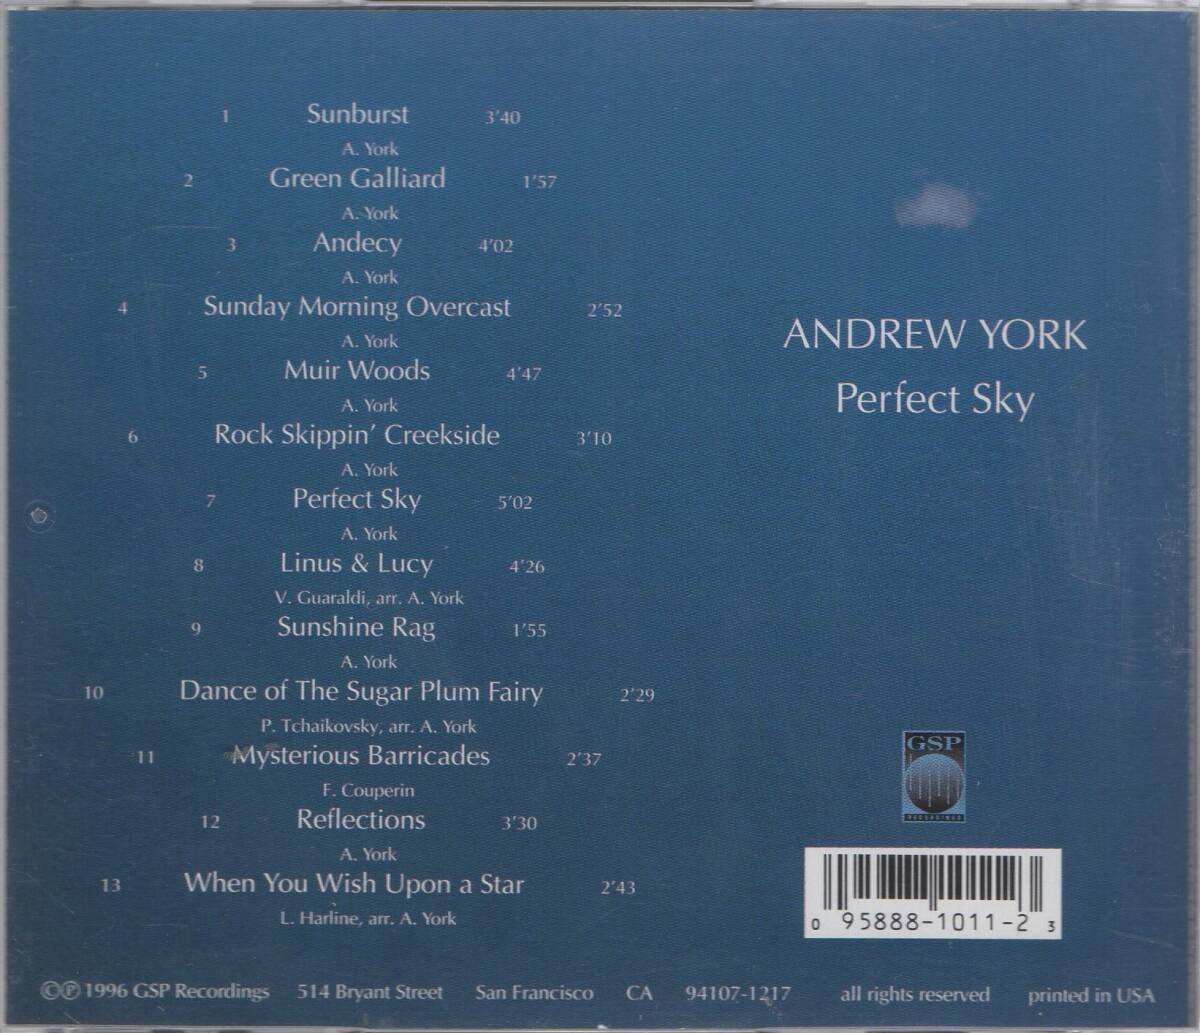 1 Sunburst 3'40
A. York
2 Green Galliard 1'57
A. York
3 Andecy 4'02
A. York
4 Sunday Morning Overcast 2'52
A. York
5 Muir Woods 4'47
A. York
6 Rock Skippin' Creekside 3'10
A. York
7 Perfect Sky 5'02
A. York
8 Linus & Lucy 4'26
V. Guaraldi, arr. A. York
9 Sunshine Rag 1'55
A. York
10 Dance of The Sugar Plum Fairy 2'29
P. Tchaikovsky, arr. A. York
11 Mysterious Barricades 2'37
F. Couperin
12 Reflections 3'30
A. York
13 When You Wish Upon a Star 2'43
L. Harline, arr. A. York
ANDREW YORK
Perfect Sky
GSP
RECORDINGS
0 95888-1011-2 3
©℗ 1996 GSP Recordings 514 Bryant Street San Francisco CA 94107-1217 all rights reserved printed in USA